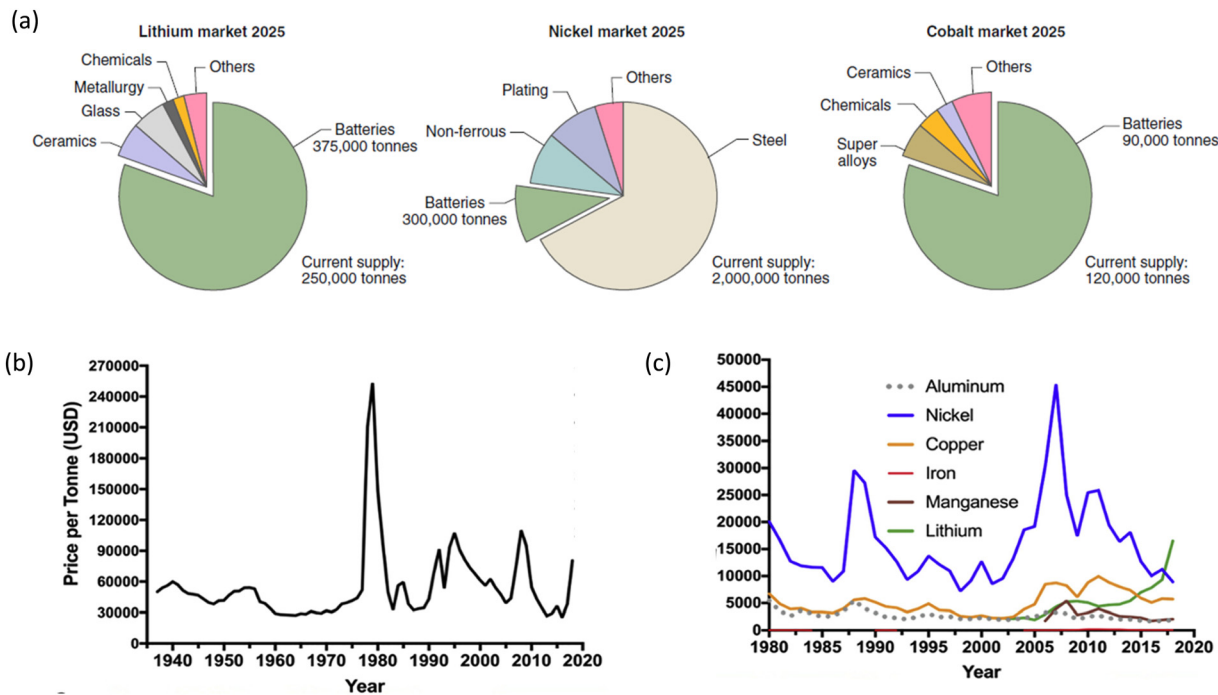 (a)
Lithium market 2025
Chemicals
Others
Metallurgy
Glass
Ceramics
Batteries
375,000 tonnes
Current supply:
250,000 tonnes
Nickel market 2025
Others
Plating
Non-ferrous
Steel
Batteries
300,000 tonnes
Current supply:
2,000,000 tonnes
Cobalt market 2025
Ceramics
Others
Chemicals
Super
alloys
Batteries
90,000 tonnes
Current supply:
120,000 tonnes
(b)
Price per Tonne (USD)
270000
240000
210000
180000
150000
120000
90000
60000
30000
0
1940 1950 1960 1970 1980 1990 2000 2010 2020
Year
(c)
50000
45000
40000
35000
30000
25000
20000
15000
10000
5000
0
Aluminum
Nickel
Copper
Iron
Manganese
Lithium
1980 1985 1990 1995 2000 2005 2010 2015 2020
Year